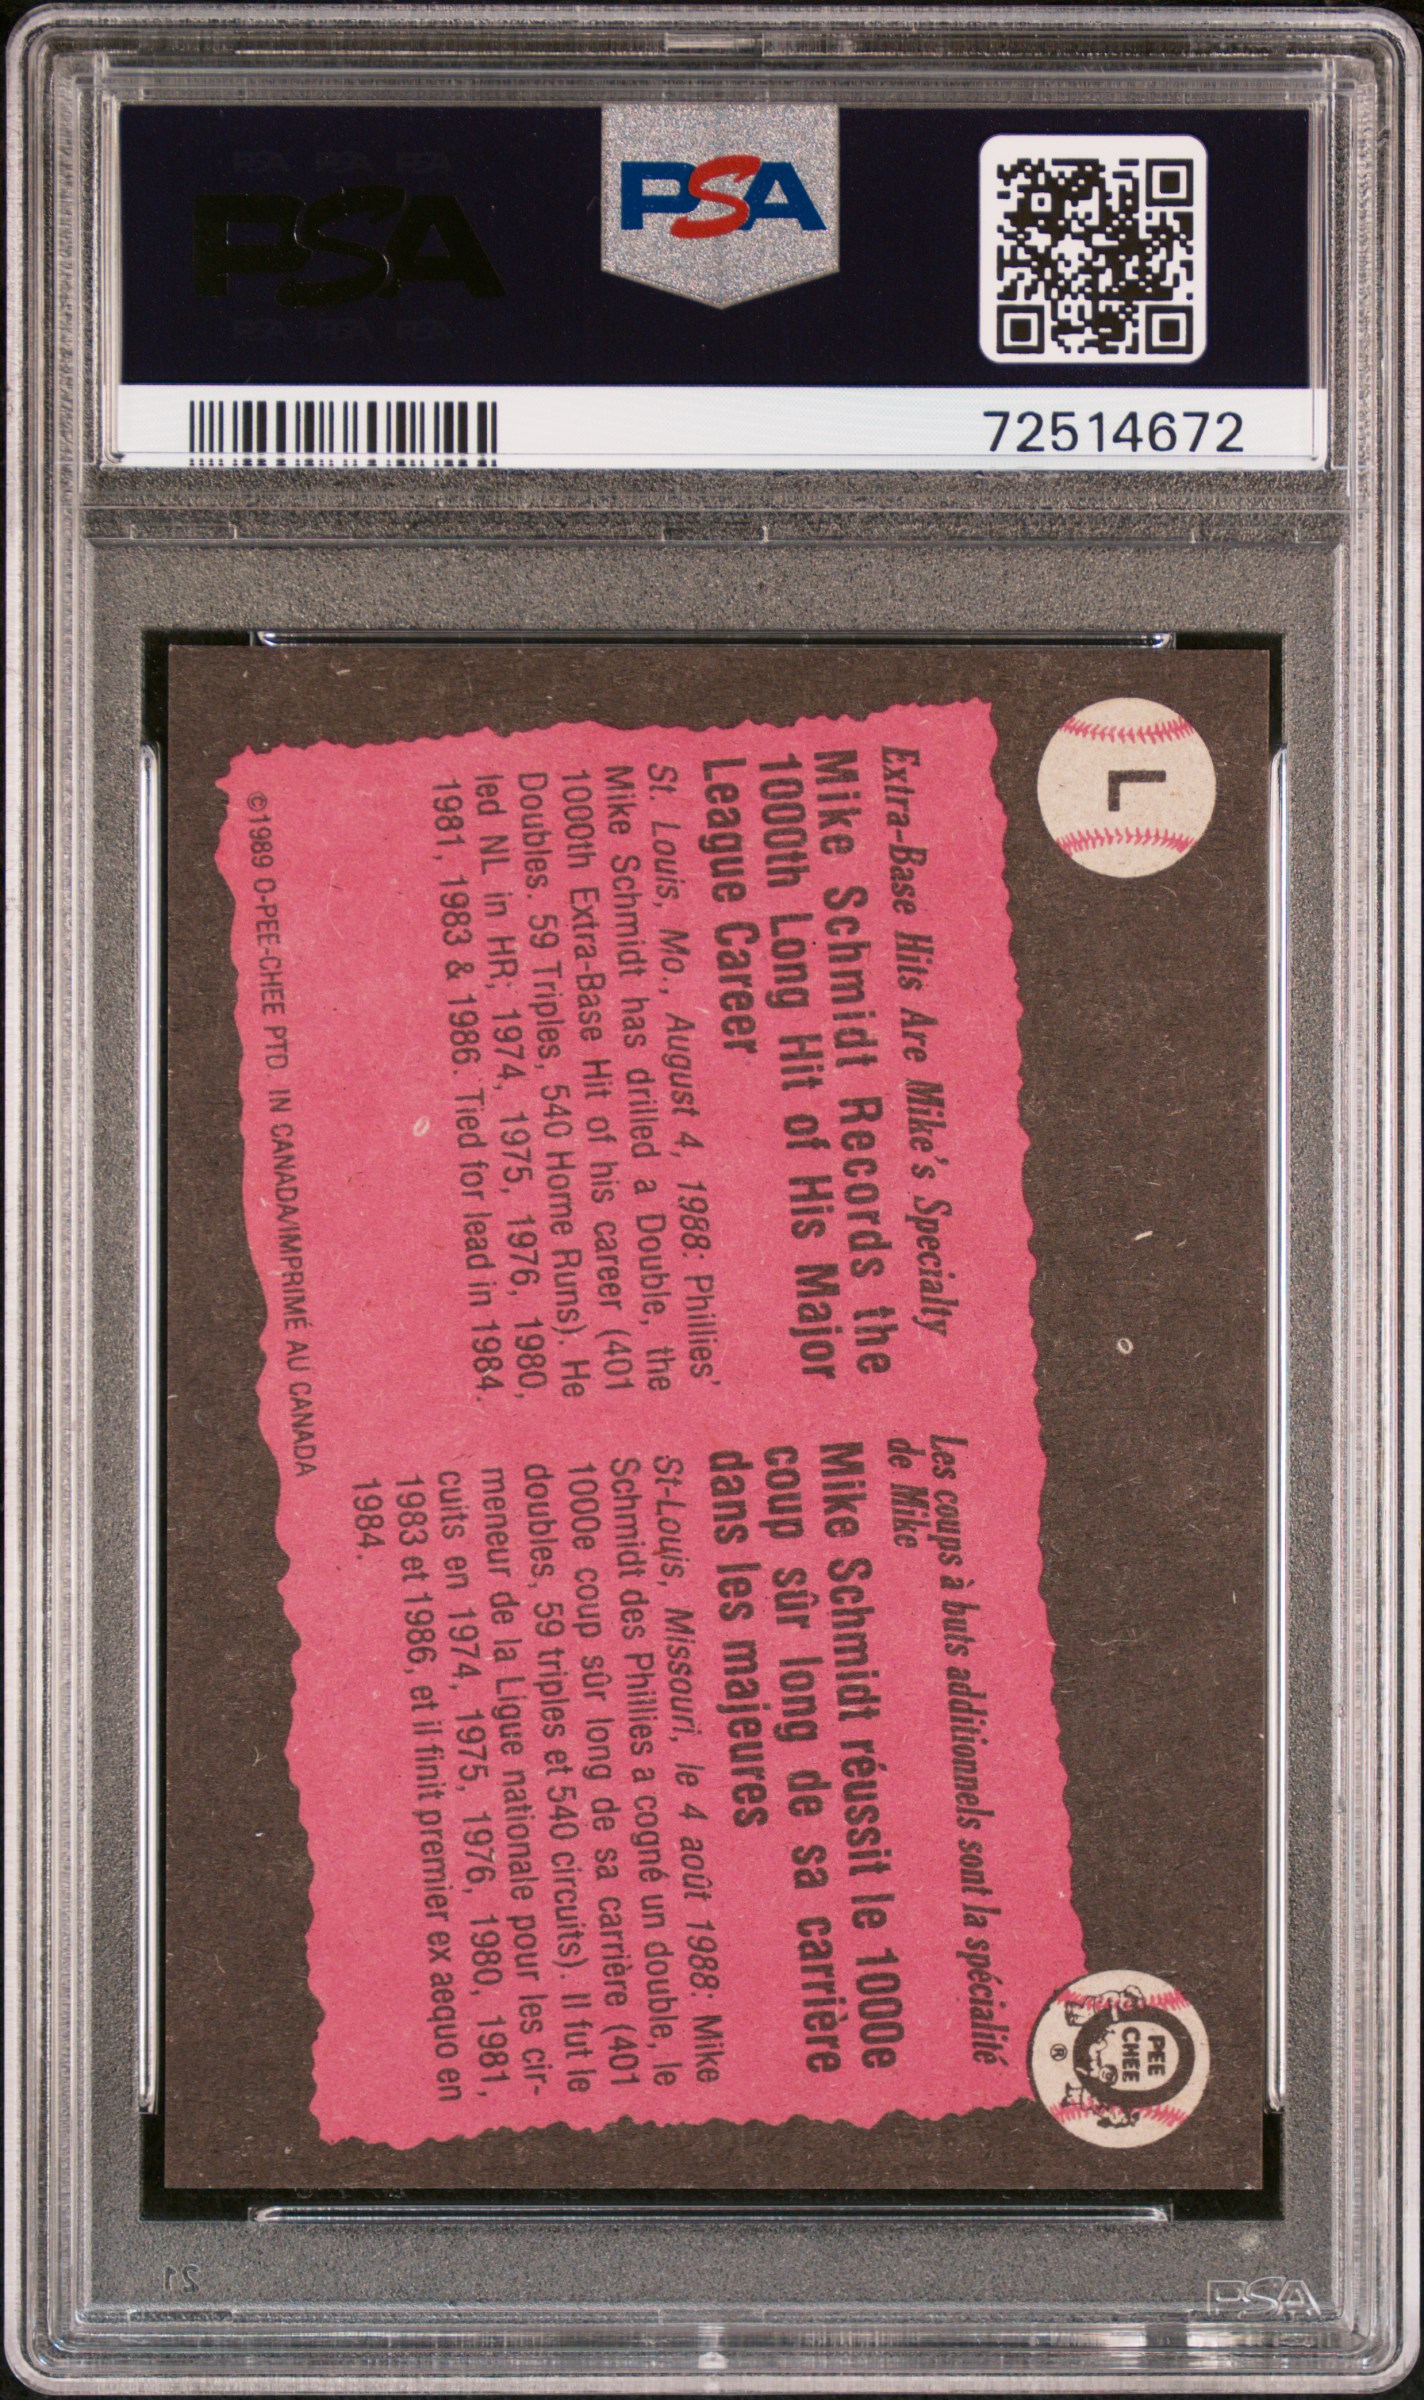 PSA PSA PSA
PSA
PSA PSA PSA
PSA
72514672
L
Extra-Base Hits Are Mike's Specialty
Mike Schmidt Records the
1000th Long Hit of His Major
League Career
St. Louis, Mo., August 4, 1988: Phillies'
Mike Schmidt has drilled a Double, the
1000th Extra-Base Hit of his career (401
Doubles. 59 Triples, 540 Home Runs). He
led NL in HR; 1974, 1975, 1976, 1980,
1981, 1983 & 1986. Tied for lead in 1984.
Les coups à buts additionnels sont la spécialité
de Mike
Mike Schmidt réussit le 1000e
coup sûr long de sa carrière
dans les majeures
St-Louis, Missouri, le 4 août 1988: Mike
Schmidt des Phillies a cogné un double, le
1000e coup sûr long de sa carrière (401
doubles, 59 triples et 540 circuits). Il fut le
meneur de la Ligue nationale pour les cir-
cuits en 1974, 1975, 1976, 1980, 1981,
1983 et 1986, et il finit premier ex aequo en
1984.
©1989 O-PEE-CHEE PTD. IN CANADA/IMPRIMÉ AU CANADA
O
PEE
CHEE
®
21
PSA